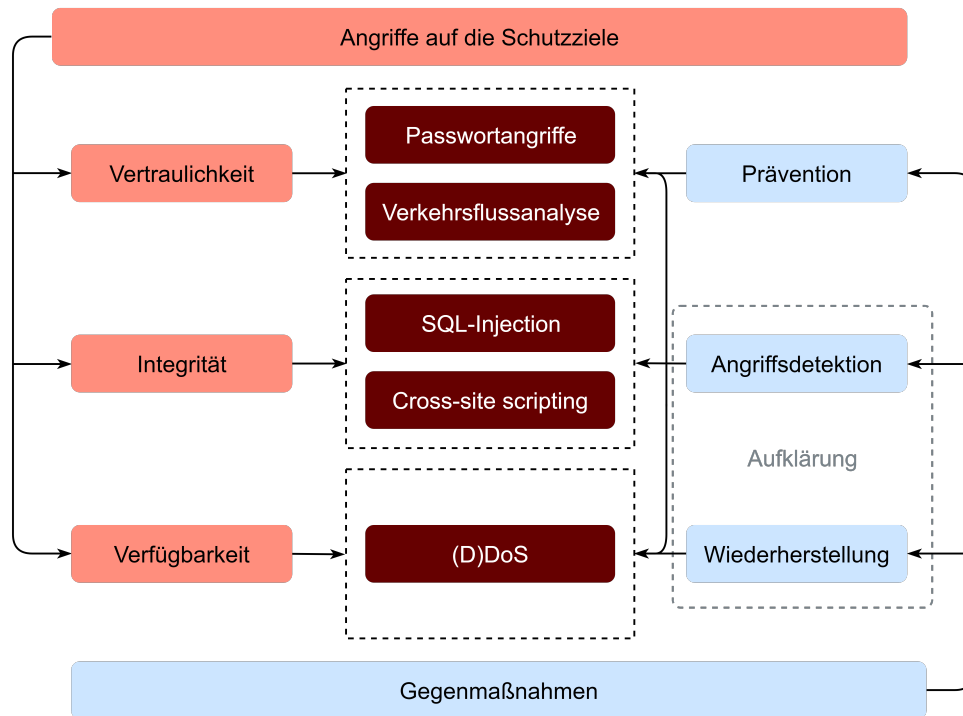 Angriffe auf die Schutzziele
Passwortangriffe
Vertraulichkeit
Prävention
Verkehrsflussanalyse
SQL-Injection
Integrität
Angriffsdetektion
Cross-site scripting
Aufklärung
Verfügbarkeit
(D)DoS
Wiederherstellung
Gegenmaßnahmen